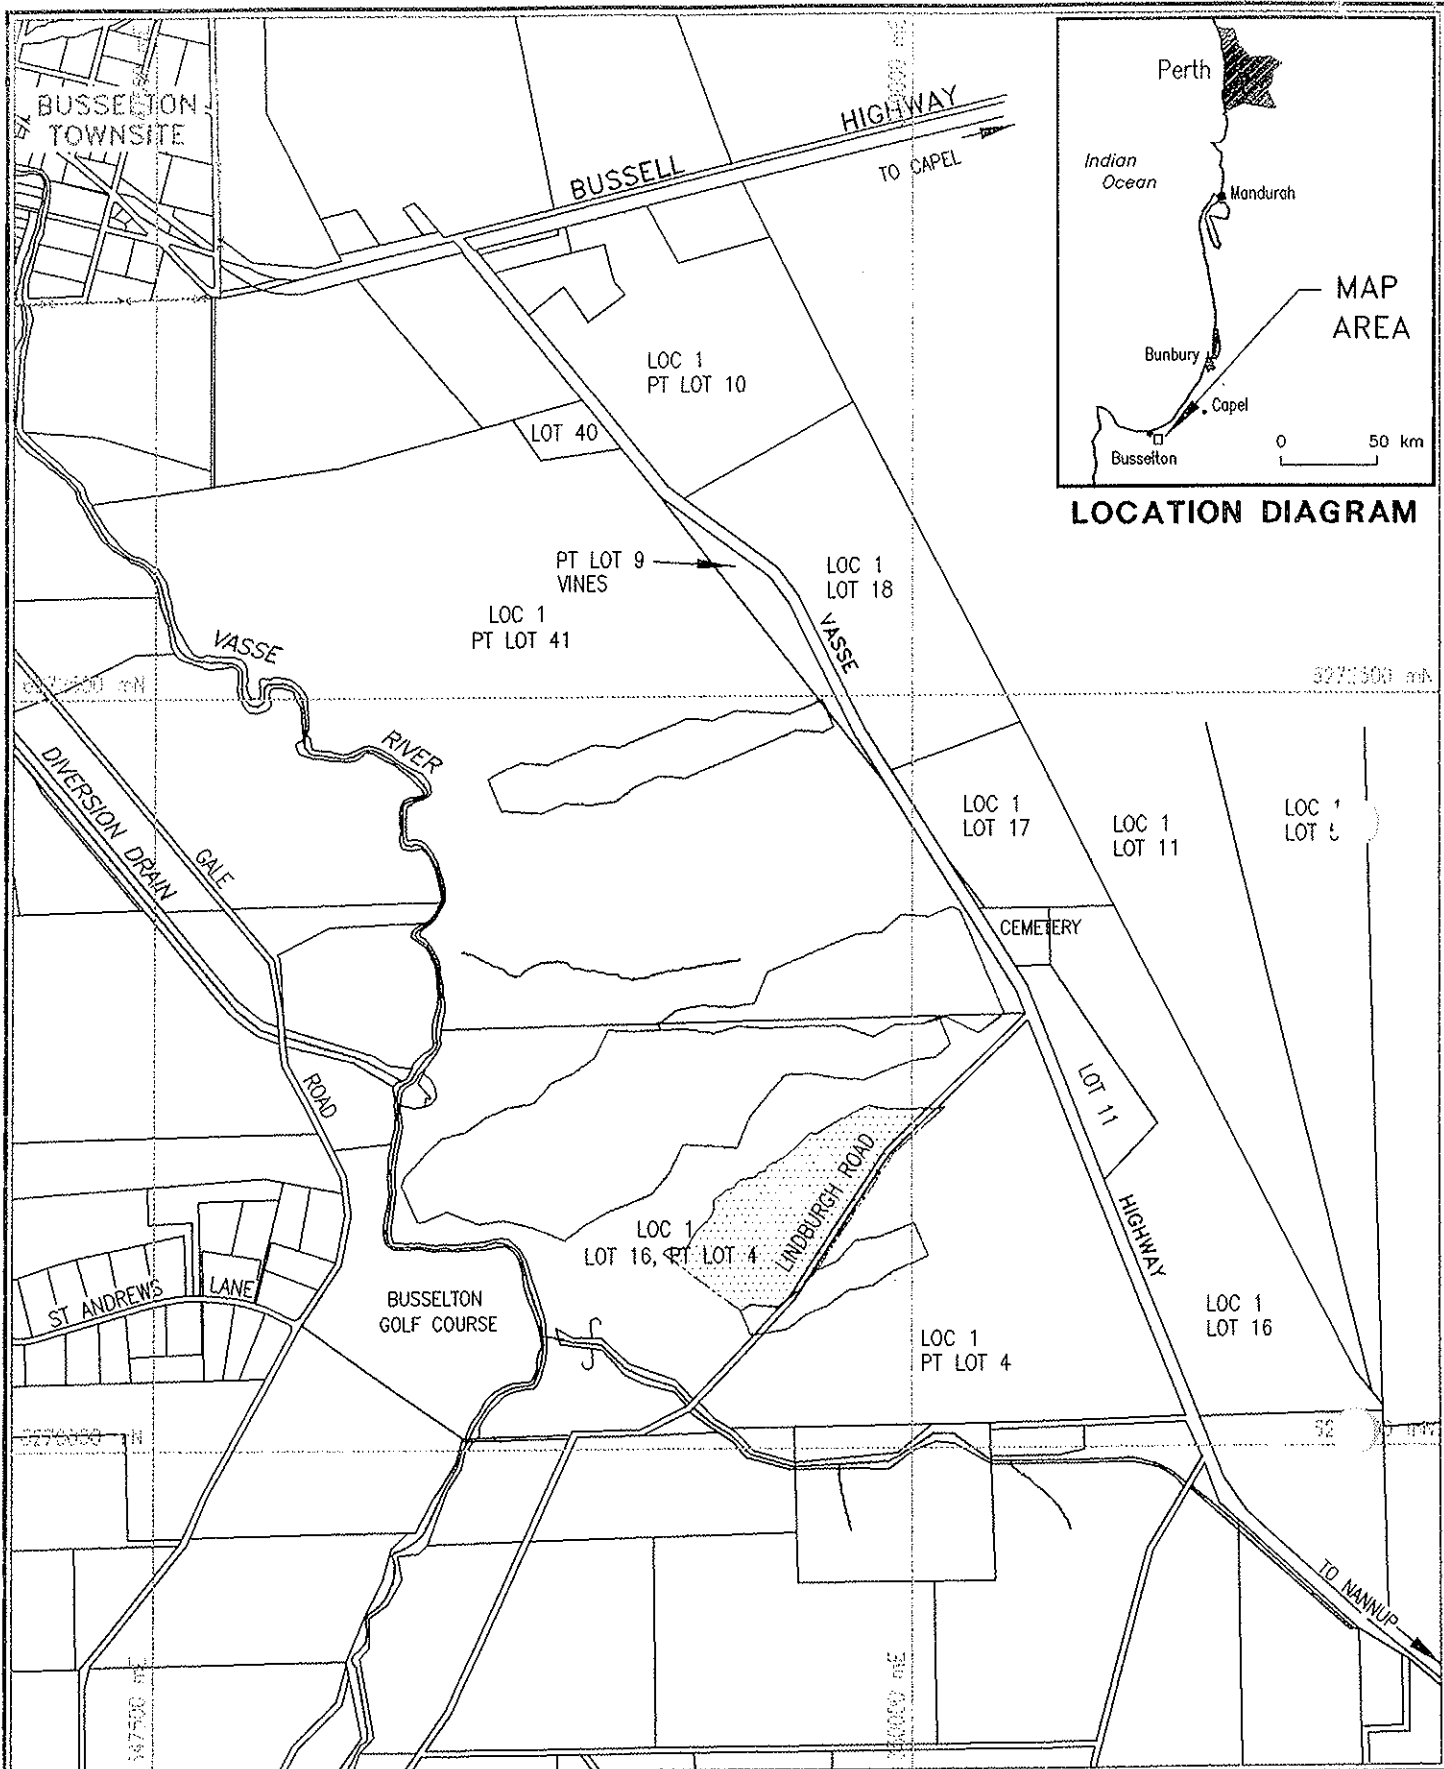 BUSSELTON
TOWNSITE
BUSSELL
HIGHWAY
TO CAPEL
Perth
Indian
Ocean
Mandurah
MAP
AREA
Bunbury
Capel
Busselton
0 50 km
LOCATION DIAGRAM
LOC 1
PT LOT 10
LOT 40
PT LOT 9
VINES
LOC 1
LOT 18
LOC 1
PT LOT 41
VASSE
VASSE
RIVER
DIVERSION DRAIN
GALE
LOC 1
LOT 17
LOC 1
LOT 11
LOC
LOT
CEMETERY
ROAD
LOT 11
LINDBURGH ROAD
HIGHWAY
LOC 1
LOT 16, PT LOT 4
ST ANDREWS
LANE
BUSSELTON
GOLF COURSE
LOC 1
LOT 16
LOC 1
PT LOT 4
TO NANNUP